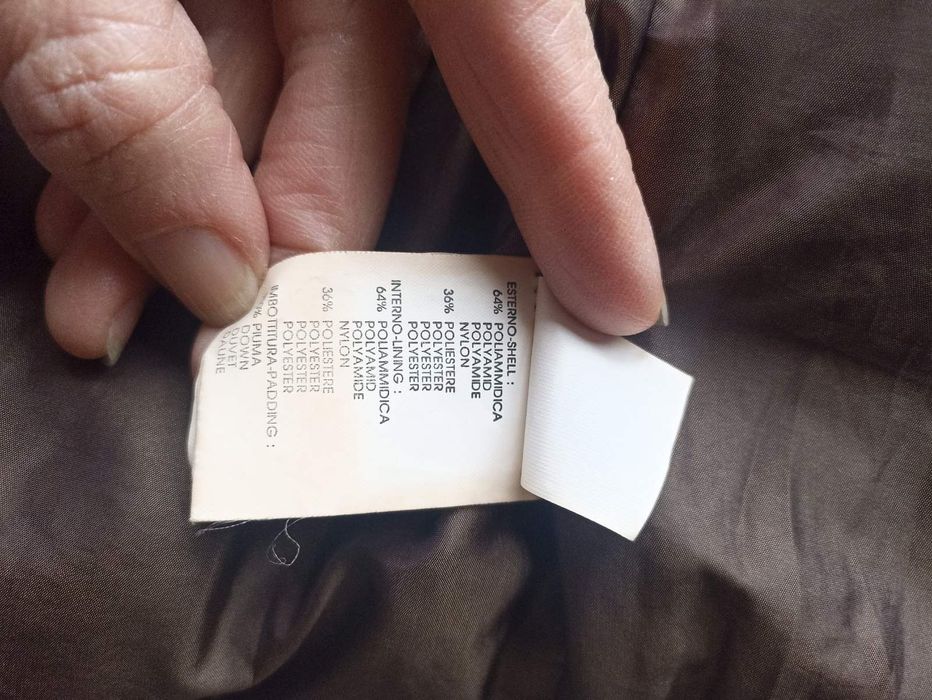 ESTERNO-SHELL :
64% POLIAMMIDICA
POLYAMID
POLYAMIDE
NYLON
36% POLIESTERE
POLYESTER
POLYESTER
POLYESTER
INTERNO-LINING :
64% POLIAMMIDICA
POLYAMID
POLYAMIDE
NYLON
36% POLIESTERE
POLYESTER
POLYESTER
POLYESTER
IMBOTTITURA-PADDING :
% PIUMA
DOWN
DUVET
DAUNE